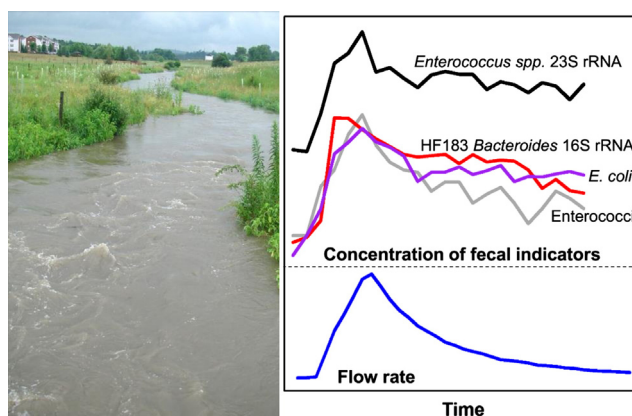 Enterococcus spp. 23S rRNA
HF183 Bacteroides 16S rRNA
E. coli
Enterococci
Concentration of fecal indicators
Flow rate
Time